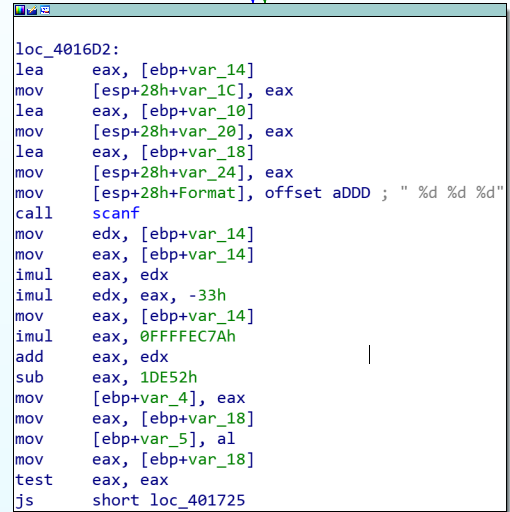 loc_4016D2:
lea eax, [ebp+var_14]
mov [esp+28h+var_1C], eax
lea eax, [ebp+var_10]
mov [esp+28h+var_20], eax
lea eax, [ebp+var_18]
mov [esp+28h+var_24], eax
mov [esp+28h+Format], offset aDDD ; " %d %d %d"
call scanf
mov edx, [ebp+var_14]
mov eax, [ebp+var_14]
imul eax, edx
imul edx, eax, -33h
mov eax, [ebp+var_14]
imul eax, 0FFFFEC7Ah
add eax, edx
sub eax, 1DE52h
mov [ebp+var_4], eax
mov eax, [ebp+var_18]
mov [ebp+var_5], al
mov eax, [ebp+var_18]
test eax, eax
js short loc_401725